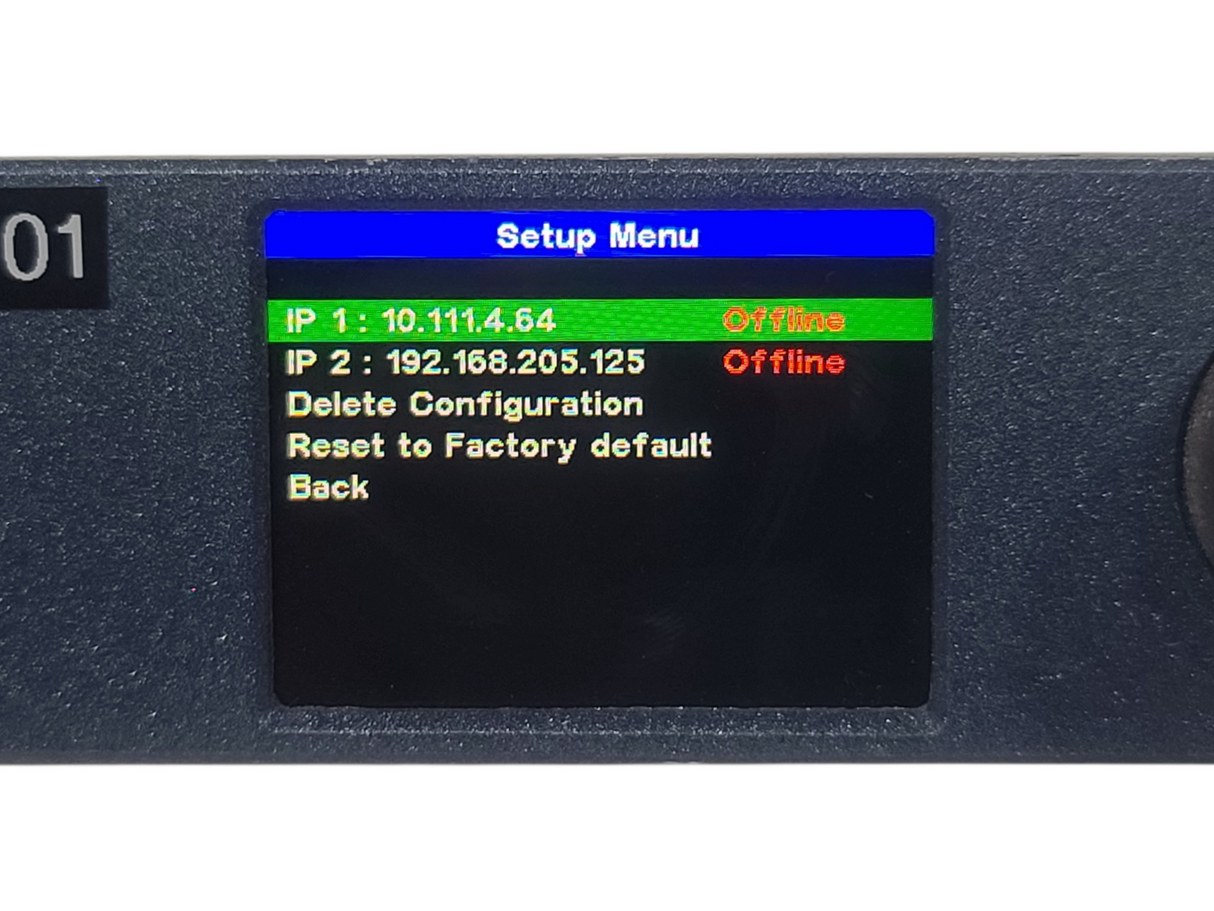 01
Setup Menu
IP 1 : 10.111.4.64 Offline
IP 2 : 192.168.205.125 Offline
Delete Configuration
Reset to Factory default
Back